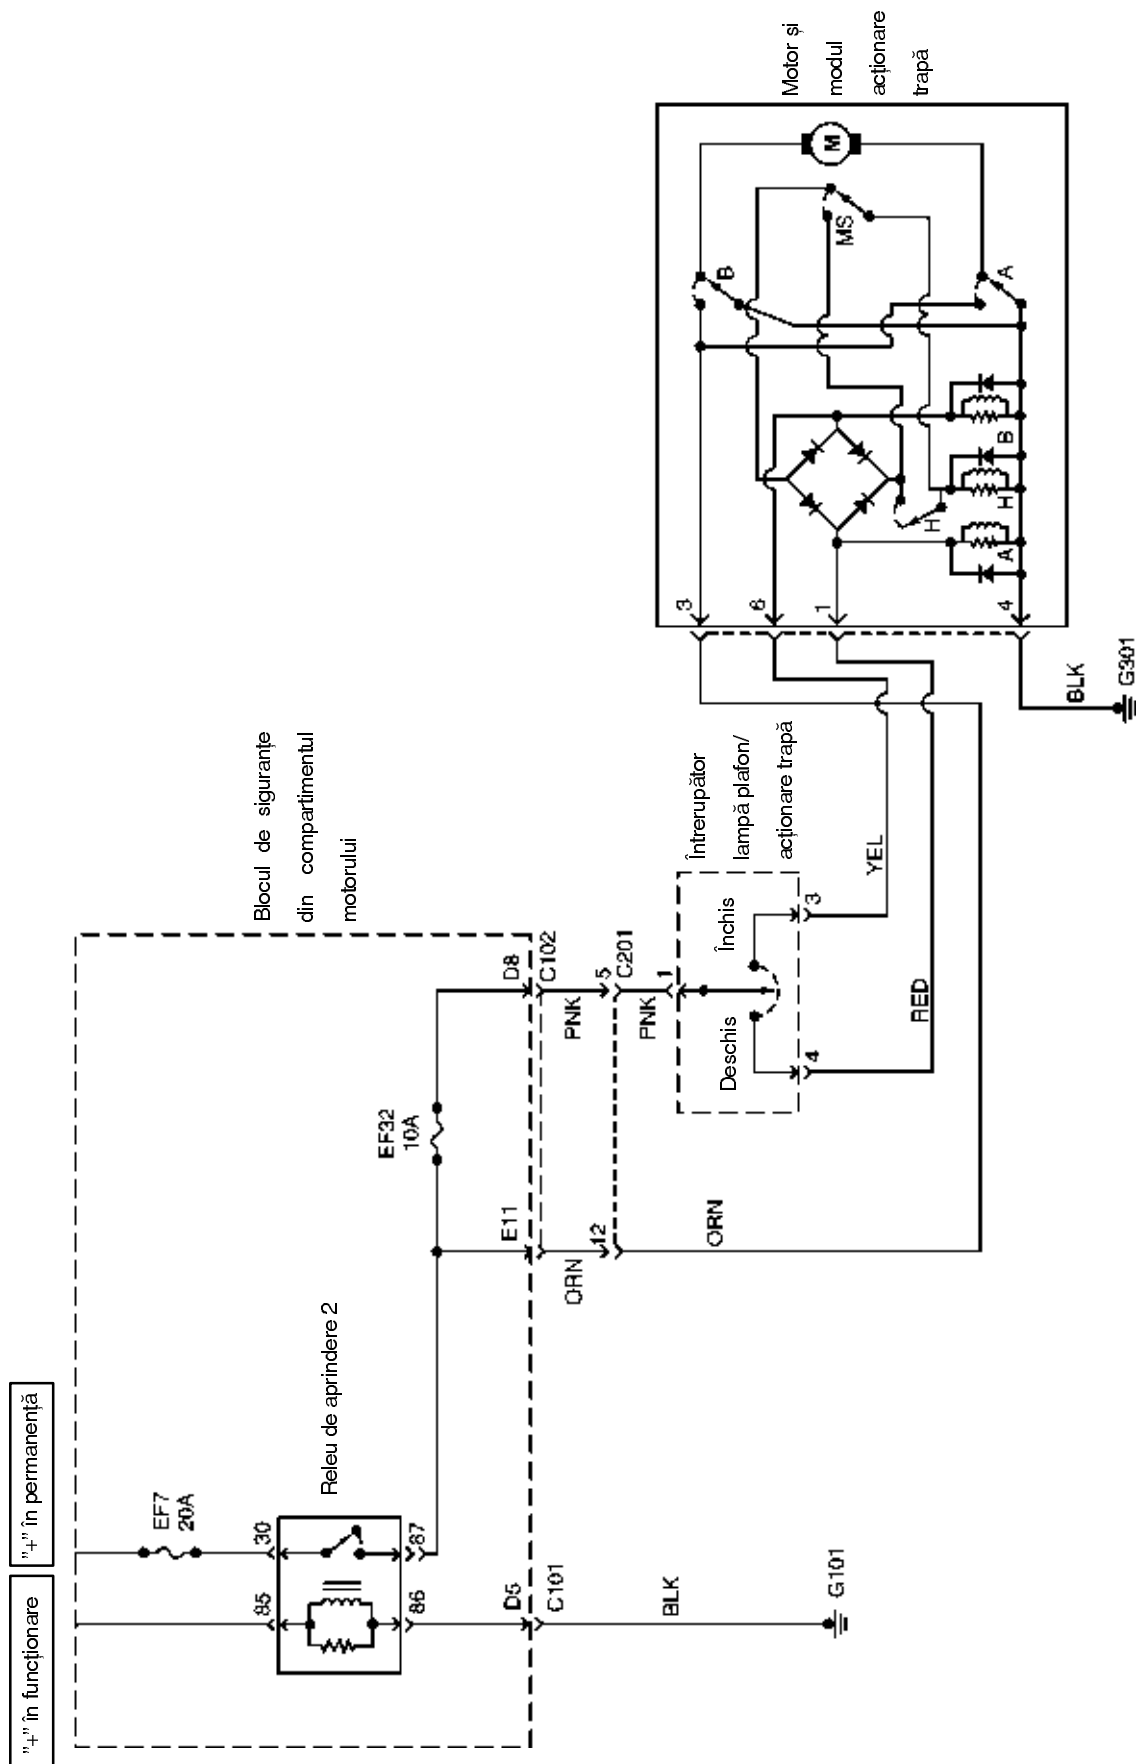 "+" în funcționare
"+" în permanență
EF7
20A
85
30
86
87
Releu de aprindere 2
Blocul de siguranțe
din compartimentul
motorului
EF32
10A
D5
C101
BLK
G101
E11
D8
C102
ORN
PNK
12
5
C201
PNK
1
ORN
Deschis
Închis
4
3
Întrerupător
lampă plafon/
acționare trapă
RED
YEL
BLK
G301
3
6
1
4
A
H
B
H
MS
B
A
M
Motor și
modul
acționare
trapă